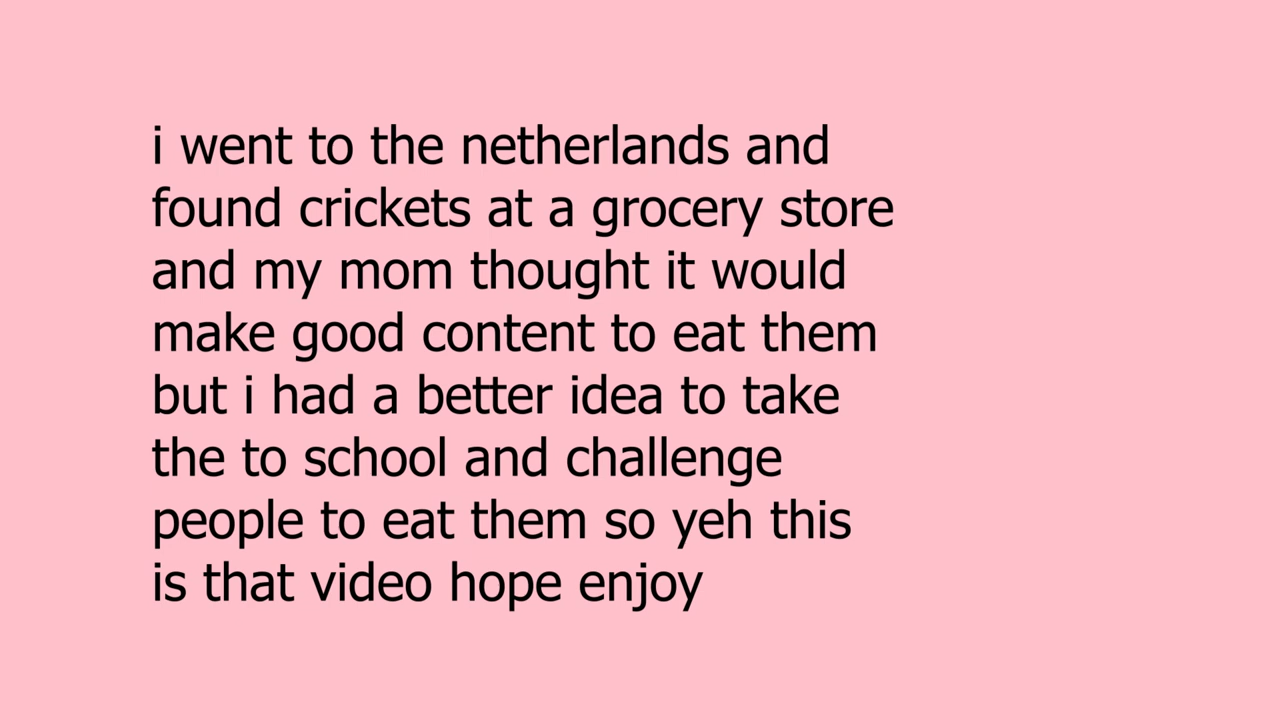 i went to the netherlands and
found crickets at a grocery store
and my mom thought it would
make good content to eat them
but i had a better idea to take
the to school and challenge
people to eat them so yeh this
is that video hope enjoy